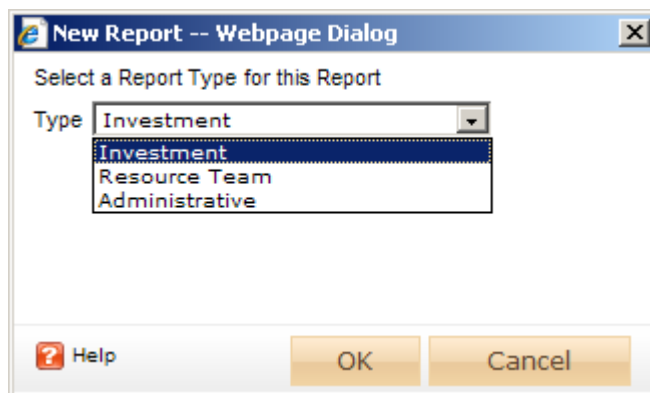 New Report -- Webpage Dialog
Select a Report Type for this Report
Type Investment
Investment
Resource Team
Administrative
Help OK Cancel